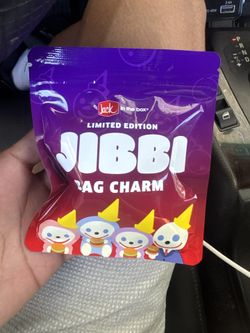 Jack in the box
LIMITED EDITION
JIBBI
BAG CHARM